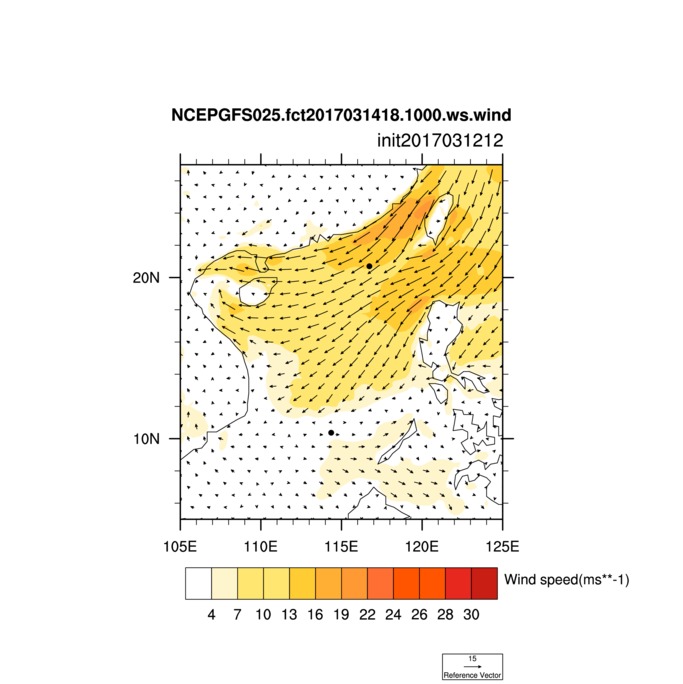 NCEPGFS025.fct2017031418.1000.ws.wind
init2017031212
20N
10N
105E 110E 115E 120E 125E
Wind speed(ms**-1)
4 7 10 13 16 19 22 24 26 28 30
15
Reference Vector